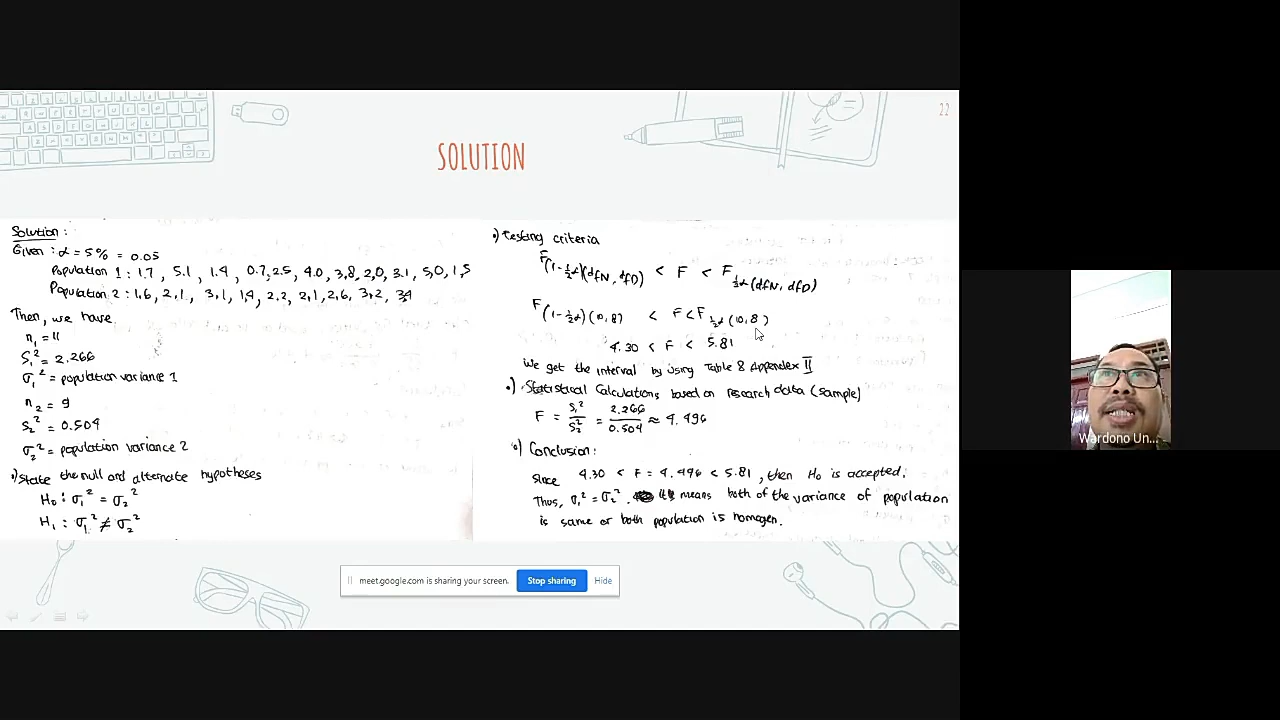 22
SOLUTION
Solution :
Given : α = 5% = 0.05
Population 1 : 1.7 , 5.1 , 1.4 , 0.7, 2.5 , 4.0 , 3,8, 2,0, 3.1 , 5,0, 1,5
Population 2 : 1,6, 2,1, 3,1, 1,4, 2.2, 2,1, 2,6, 3,2, 3,4
Then, we have
n₁ = 11
S₁² = 2.266
σ₁² = population variance 1
n₂ = 9
S₂² = 0.504
σ₂² = population variance 2
•) State the null and alternate hypotheses
H₀ : σ₁² = σ₂²
H₁ : σ₁² ≠ σ₂²
•) Testing criteria
F(1-½α)(dfN, dfD) < F < F½α(dfN, dfD)
F(1-½α)(10,8) < F < F½α(10,8)
4.30 < F < 5.81
We get the interval by using Table 8 Appendex II
•) Statistical Calculations based on research data (sample)
F = S₁²/S₂² = 2.266/0.504 ≈ 4.496
•) Conclusion:
Since 4.30 < F = 4.496 < 5.81, then H₀ is accepted.
Thus, σ₁² = σ₂². It means both of the variance of population
is same or both population is homogen.
meet.google.com is sharing your screen.
Stop sharing
Hide
Wardono Un...